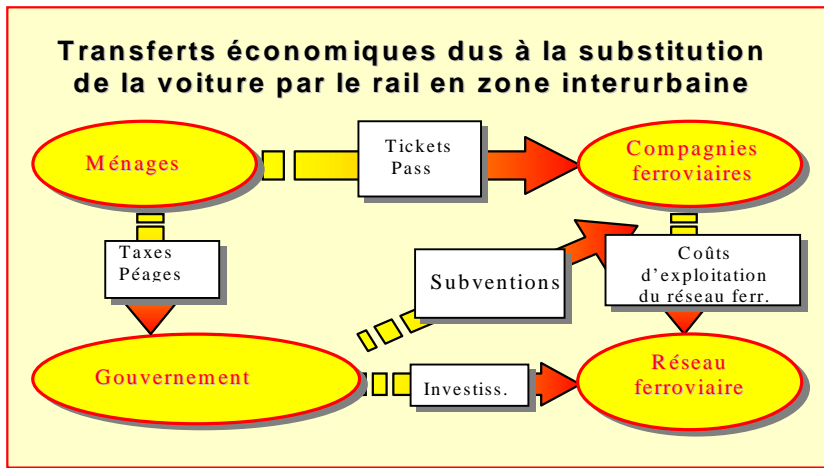 Transferts économiques dus à la substitution
de la voiture par le rail en zone interurbaine
Ménages
Tickets
Pass
Compagnies
ferroviaires
Taxes
Péages
Subventions
Coûts
d'exploitation
du réseau ferr.
Gouvernement
Investiss.
Réseau
ferroviaire